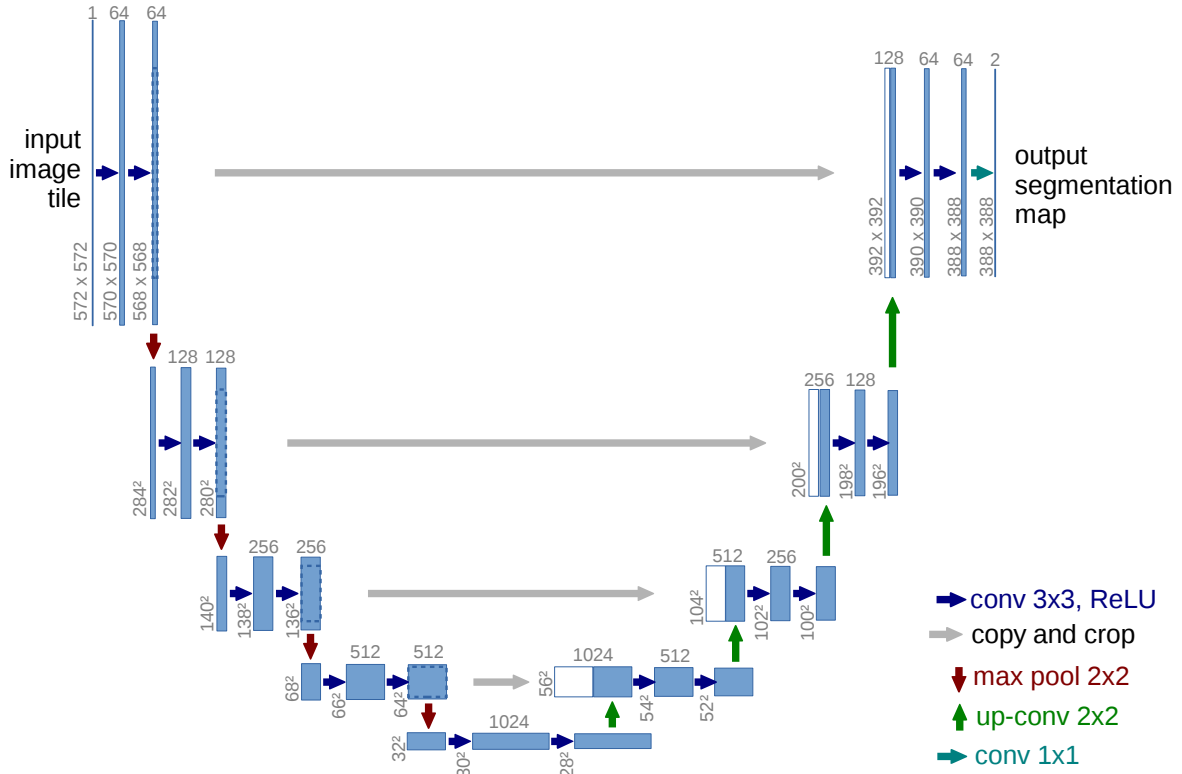 1 64 64
input
image
tile
572 x 572
570 x 570
568 x 568
128 64 64 2
output
segmentation
map
392 x 392
390 x 390
388 x 388
388 x 388
128 128
284²
282²
280²
256 128
200²
198²
196²
256 256
140²
138²
136²
512 256
104²
102²
100²
512 512
68²
66²
64²
1024 512
56²
54²
52²
1024
32²
30²
28²
conv 3x3, ReLU
copy and crop
max pool 2x2
up-conv 2x2
conv 1x1